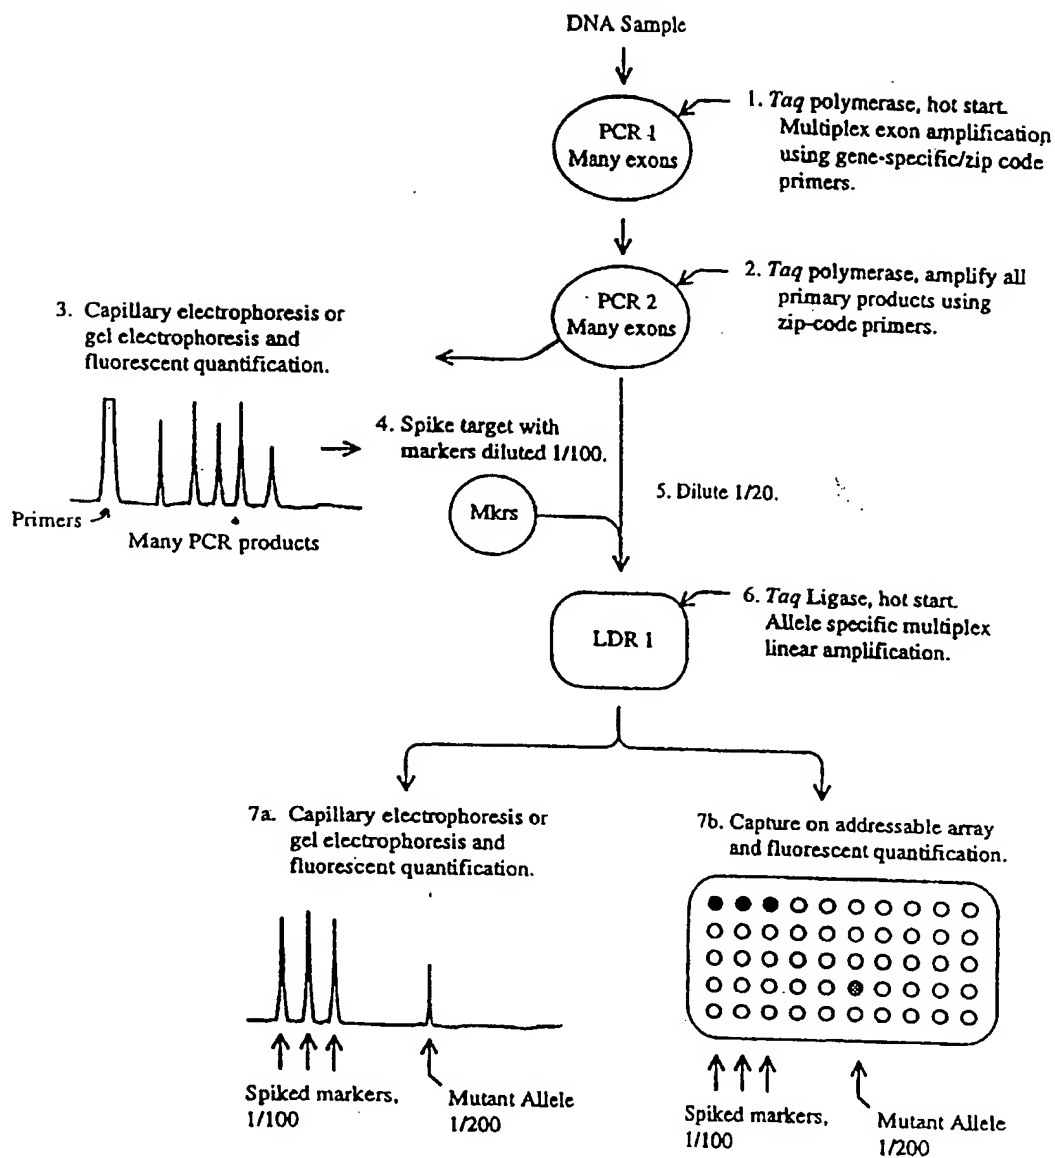 DNA Sample
PCR 1
Many exons
1. Taq polymerase, hot start.
Multiplex exon amplification
using gene-specific/zip code
primers.
PCR 2
Many exons
2. Taq polymerase, amplify all
primary products using
zip-code primers.
3. Capillary electrophoresis or
gel electrophoresis and
fluorescent quantification.
Primers
Many PCR products
4. Spike target with
markers diluted 1/100.
Mkrs
5. Dilute 1/20.
LDR 1
6. Taq Ligase, hot start.
Allele specific multiplex
linear amplification.
7a. Capillary electrophoresis or
gel electrophoresis and
fluorescent quantification.
Spiked markers,
1/100
Mutant Allele
1/200
7b. Capture on addressable array
and fluorescent quantification.
Spiked markers,
1/100
Mutant Allele
1/200